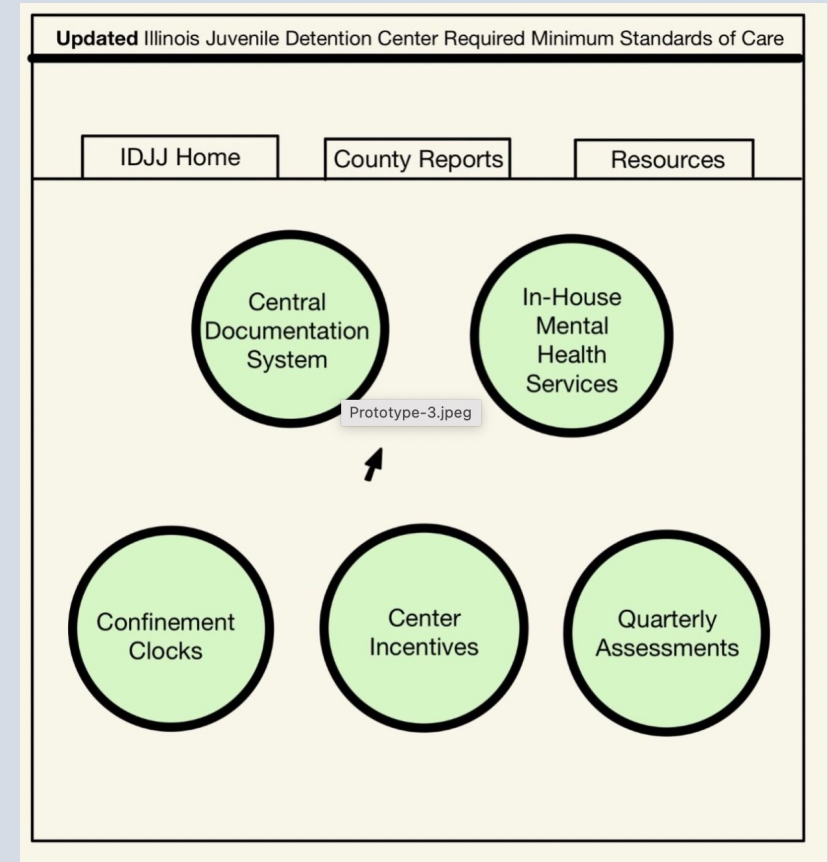 Updated Illinois Juvenile Detention Center Required Minimum Standards of Care
IDJJ Home
County Reports
Resources
Central
Documentation
System
In-House
Mental
Health
Services
Prototype-3.jpeg
Confinement
Clocks
Center
Incentives
Quarterly
Assessments